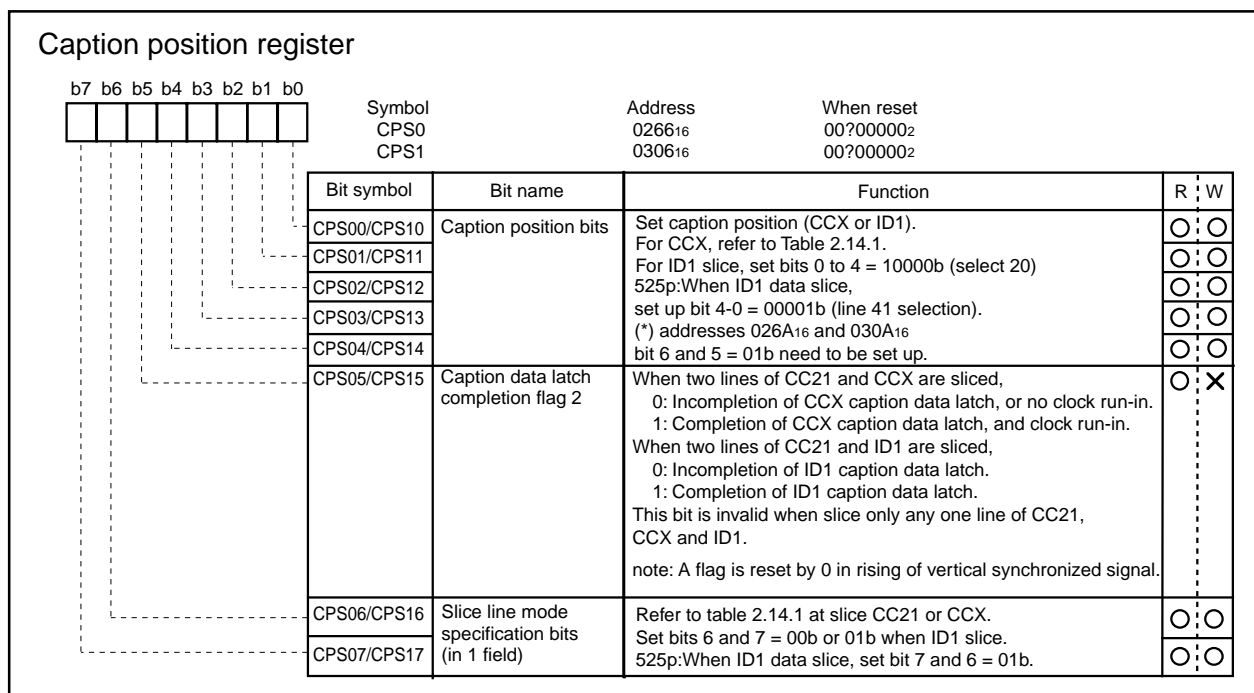 Caption position register
b7 b6 b5 b4 b3 b2 b1 b0
Symbol Address When reset
CPS0 026616 00?000002
CPS1 030616 00?000002
Bit symbol Bit name Function R W
CPS00/CPS10 Caption position bits Set caption position (CCX or ID1).
For CCX, refer to Table 2.14.1.
CPS01/CPS11 For ID1 slice, set bits 0 to 4 = 10000b (select 20)
CPS02/CPS12 525p:When ID1 data slice,
CPS03/CPS13 set up bit 4-0 = 00001b (line 41 selection).
(*) addresses 026A16 and 030A16
CPS04/CPS14 bit 6 and 5 = 01b need to be set up.
CPS05/CPS15 Caption data latch When two lines of CC21 and CCX are sliced,
completion flag 2 0: Incompletion of CCX caption data latch, or no clock run-in.
1: Completion of CCX caption data latch, and clock run-in.
When two lines of CC21 and ID1 are sliced,
0: Incompletion of ID1 caption data latch.
1: Completion of ID1 caption data latch.
This bit is invalid when slice only any one line of CC21,
CCX and ID1.
note: A flag is reset by 0 in rising of vertical synchronized signal.
CPS06/CPS16 Slice line mode Refer to table 2.14.1 at slice CC21 or CCX.
specification bits Set bits 6 and 7 = 00b or 01b when ID1 slice.
CPS07/CPS17 (in 1 field) 525p:When ID1 data slice, set bit 7 and 6 = 01b.